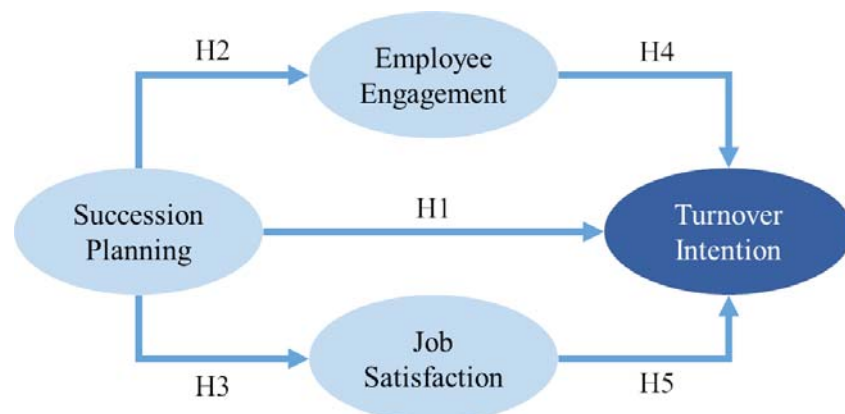 H2
Employee
Engagement
H4
Succession
Planning
H1
Turnover
Intention
H3
Job
Satisfaction
H5